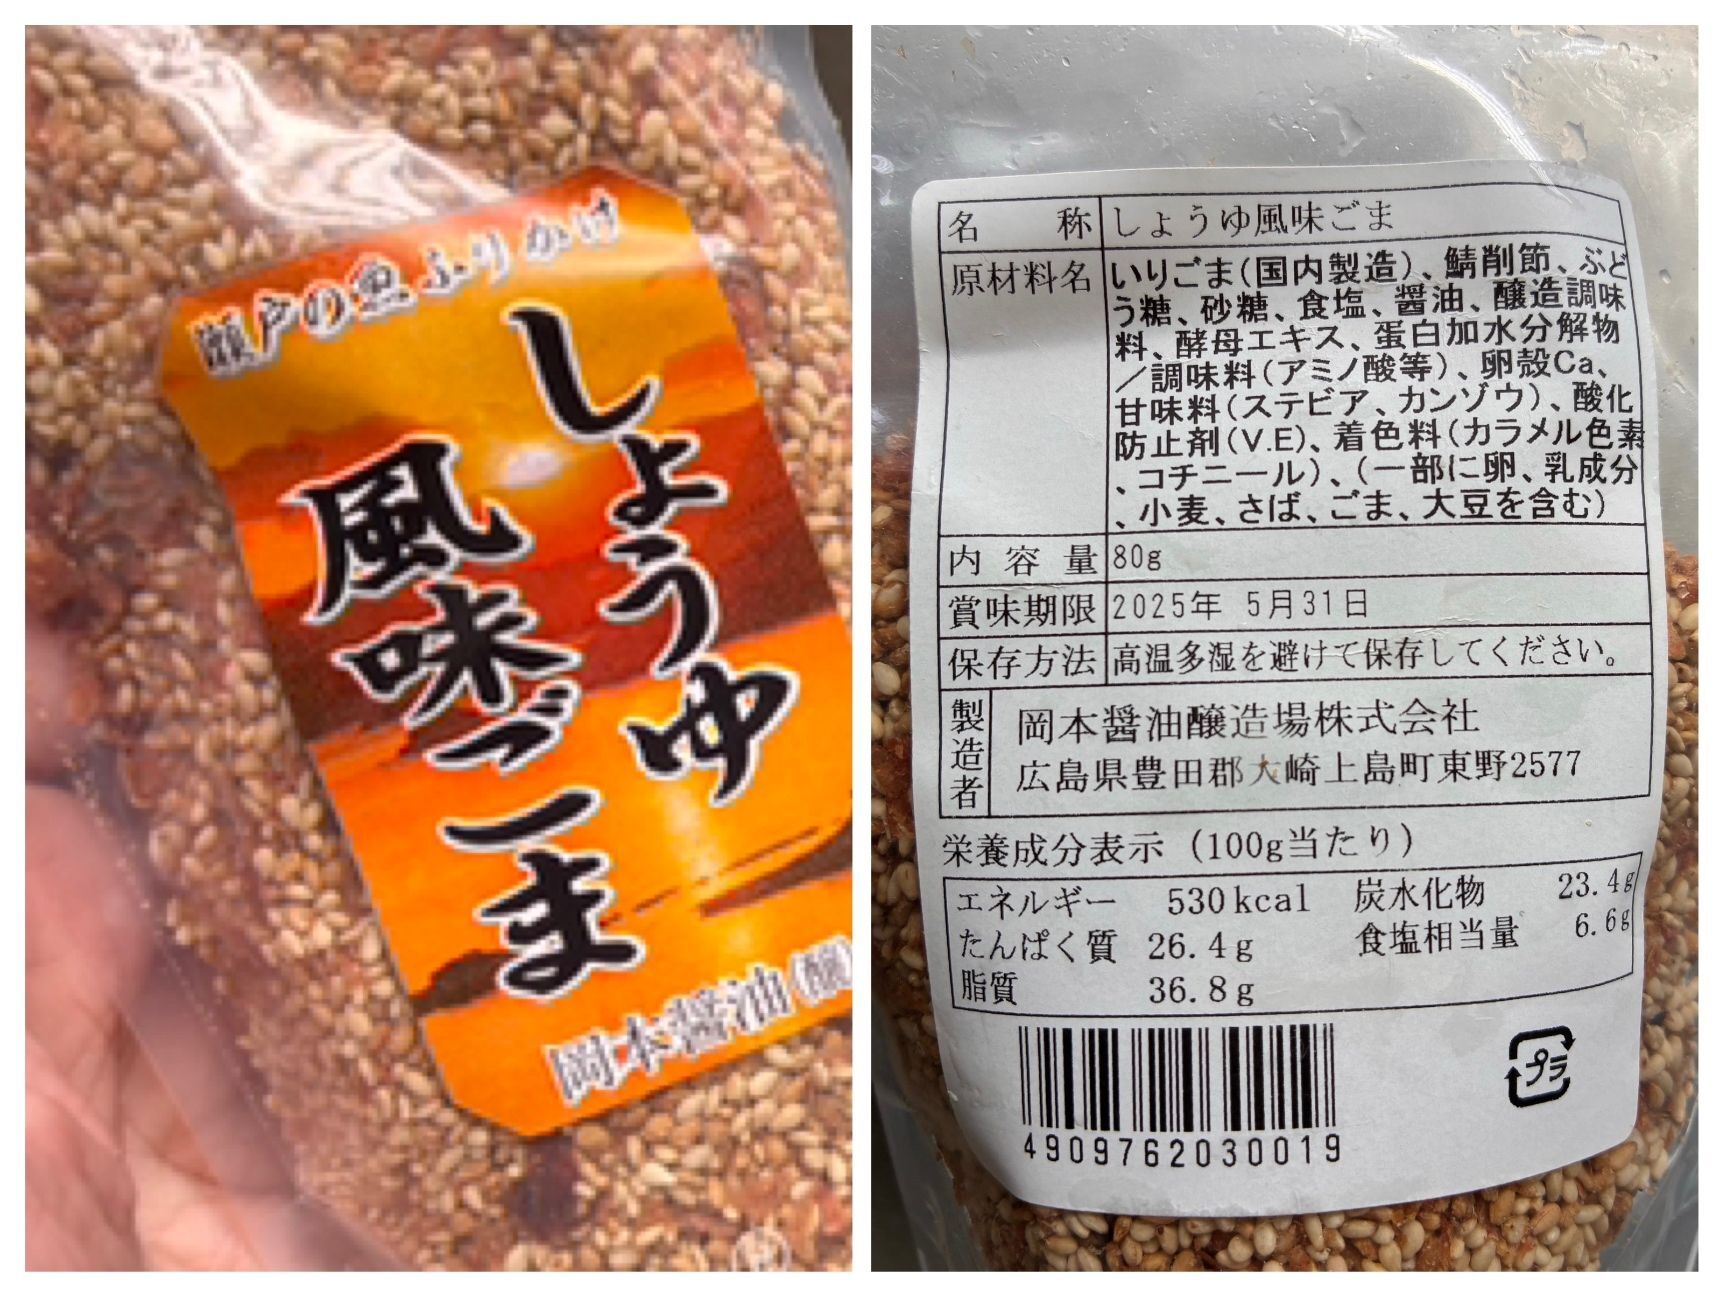 瀬戸の魚ふりかけ
しょうゆ
風味ごま
岡本醤油(醸)
名　　称 しょうゆ風味ごま
原材料名 いりごま(国内製造)、鯖削節、ぶど
う糖、砂糖、食塩、醤油、醸造調味
料、酵母エキス、蛋白加水分解物
／調味料(アミノ酸等)、卵殻Ca、
甘味料(ステビア、カンゾウ)、酸化
防止剤(V.E)、着色料(カラメル色素
、コチニール)、(一部に卵、乳成分
、小麦、さば、ごま、大豆を含む)
内 容 量 80g
賞味期限 2025年 5月31日
保存方法 高温多湿を避けて保存してください。
製造者 岡本醤油醸造場株式会社
広島県豊田郡大崎上島町東野2577
栄養成分表示 (100g当たり)
エネルギー 530kcal 炭水化物 23.4g
たんぱく質 26.4g 食塩相当量 6.6g
脂質 36.8g
4909762030019
プラ